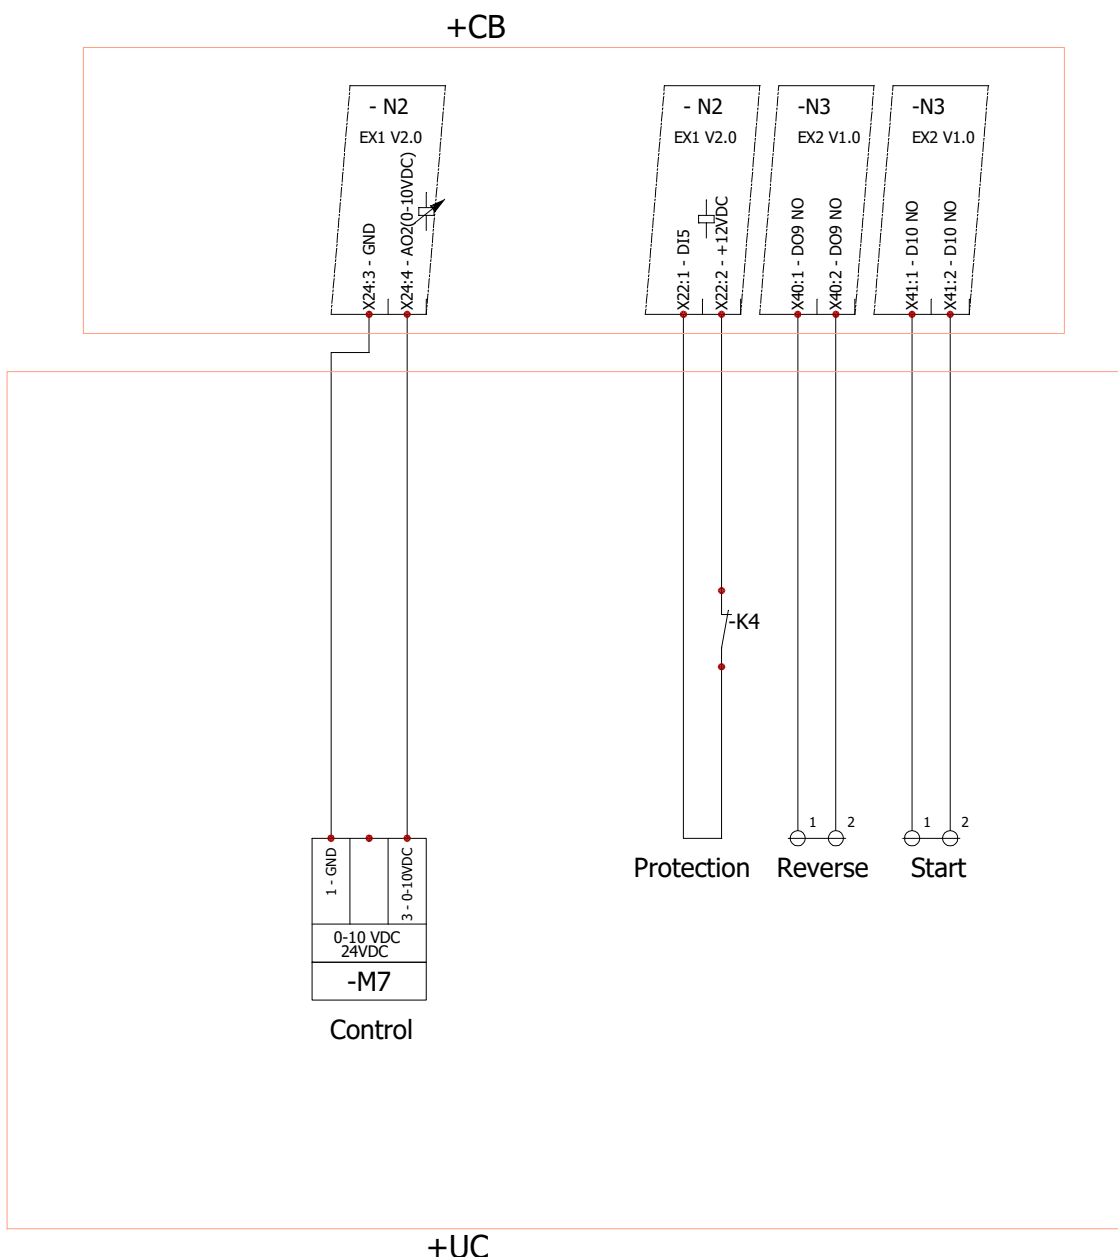 +CB
- N2
EX1 V2.0
X24:3 - GND
X24:4 - AO2(0-10VDC)
- N2
EX1 V2.0
X22:1 - DI5
X22:2 - +12VDC
-N3
EX2 V1.0
X40:1 - DO9 NO
X40:2 - DO9 NO
-N3
EX2 V1.0
X41:1 - D10 NO
X41:2 - D10 NO
-K4
1 - GND
3 - 0-10VDC
0-10 VDC
24VDC
-M7
Control
Protection
1 2
Reverse
1 2
Start
+UC